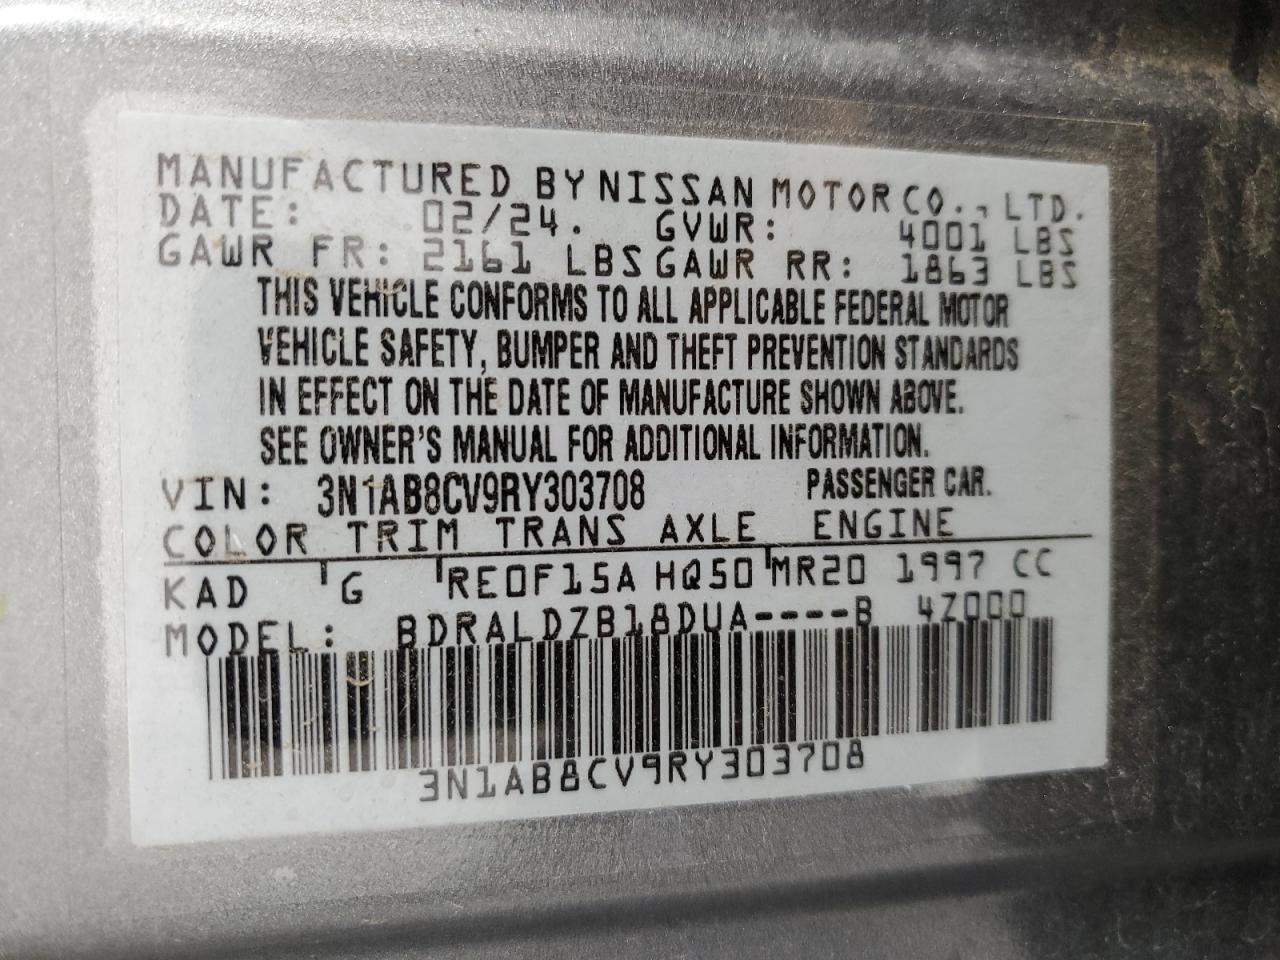 MANUFACTURED BY NISSAN MOTOR CO., LTD.
DATE: 02/24. GVWR: 4001 LBS
GAWR FR: 2161 LBS GAWR RR: 1863 LBS
THIS VEHICLE CONFORMS TO ALL APPLICABLE FEDERAL MOTOR
VEHICLE SAFETY, BUMPER AND THEFT PREVENTION STANDARDS
IN EFFECT ON THE DATE OF MANUFACTURE SHOWN ABOVE.
SEE OWNER'S MANUAL FOR ADDITIONAL INFORMATION.
VIN: 3N1AB8CV9RY303708 PASSENGER CAR.
COLOR TRIM TRANS AXLE ENGINE
KAD G RE0F15A HQ50 MR20 1997 CC
MODEL: BDRALDZB18DUA----B 4Z000
3N1AB8CV9RY303708